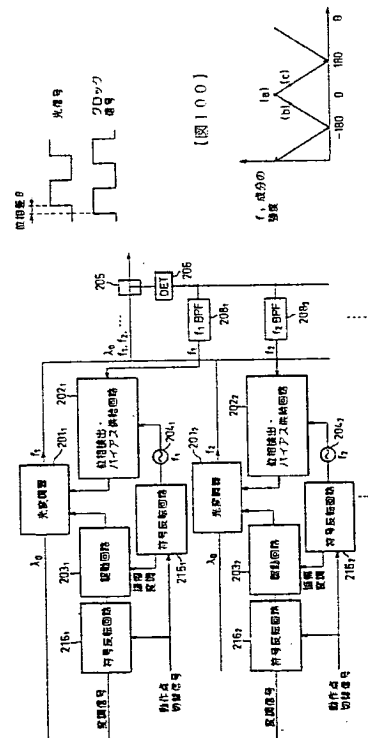 位相差θ
光信号
クロック
信号
【図100】
f₁成分の
強度
(a)
(b)
(c)
-180
0
180
θ
λ₀
f₁
光変調器
201₁
位相検出・
バイアス供給回路
202₁
f₁
駆動回路
203₁
振幅
変調
204₁
f₁
符号反転回路
215₁
符号反転回路
216₁
変調信号
動作点
切替信号
205
λ₀
f₁, f₂, …
DET
206
f₁ BPF
208₁
λ₀
f₂
光変調器
201₂
位相検出・
バイアス供給回路
202₂
f₂
駆動回路
203₂
振幅
変調
204₂
f₂
符号反転回路
215₂
符号反転回路
216₂
変調信号
動作点
切替信号
f₂ BPF
208₂